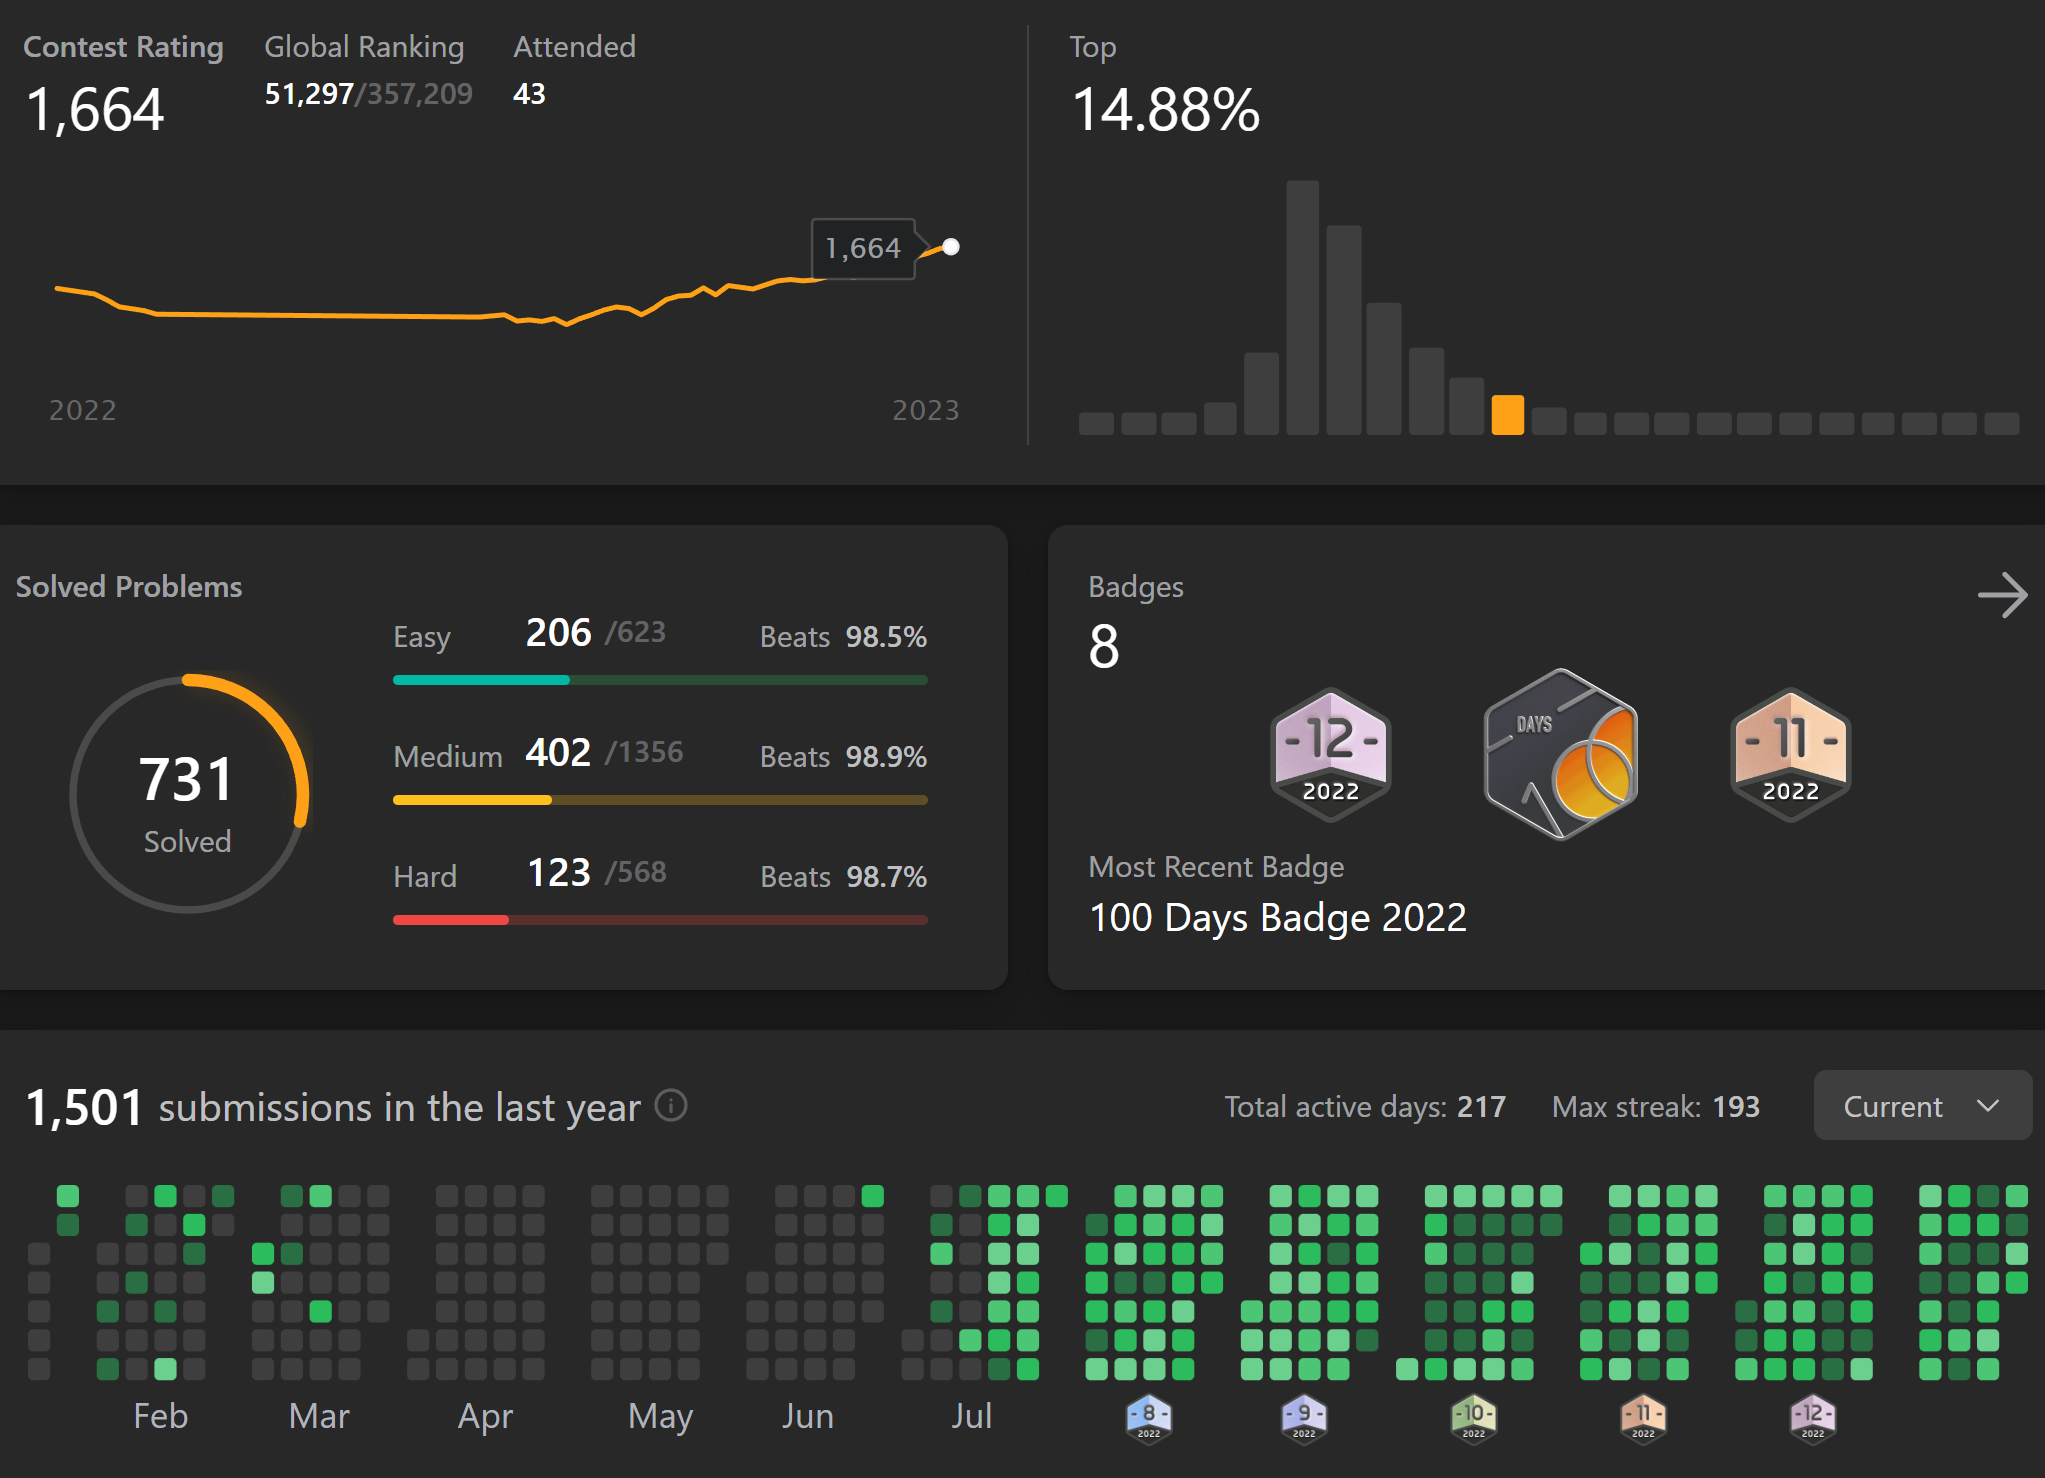 Contest Rating
1,664
Global Ranking
51,297/357,209
Attended
43
1,664
2022
2023
Top
14.88%
Solved Problems
731
Solved
Easy 206 /623 Beats 98.5%
Medium 402 /1356 Beats 98.9%
Hard 123 /568 Beats 98.7%
Badges
8
-12-
2022
DAYS
-11-
2022
Most Recent Badge
100 Days Badge 2022
1,501 submissions in the last year
Total active days: 217 Max streak: 193 Current
Feb Mar Apr May Jun Jul
-8-
2022
-9-
2022
-10-
2022
-11-
2022
-12-
2022